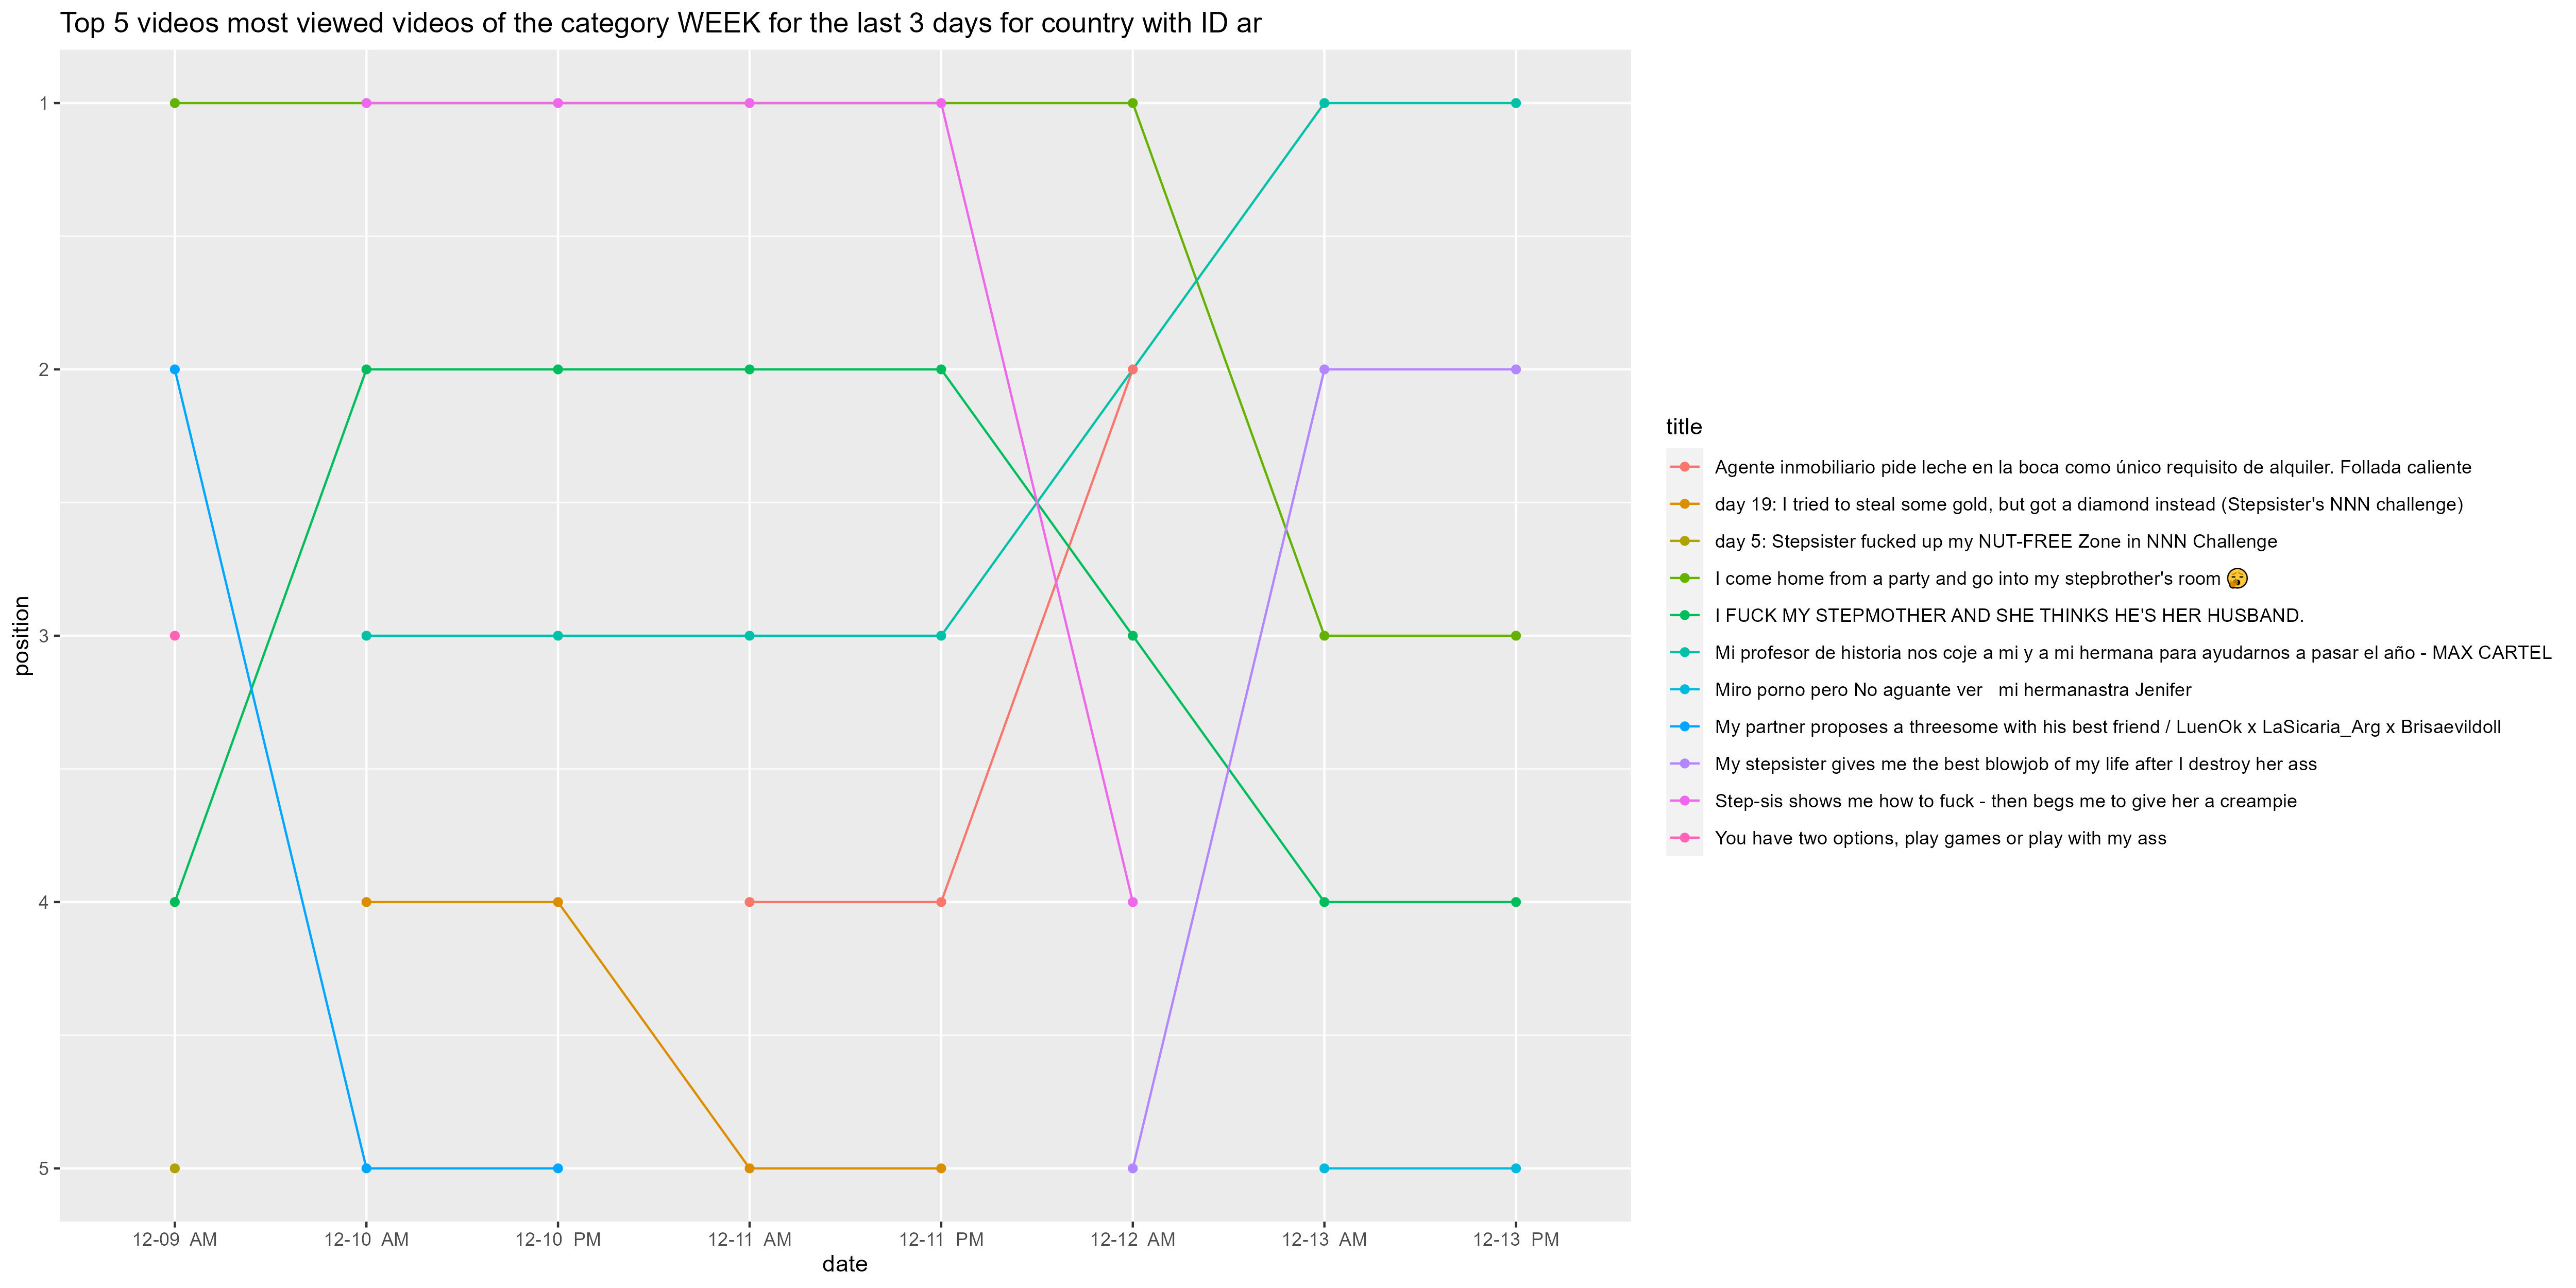 Top 5 videos most viewed videos of the category WEEK for the last 3 days for country with ID ar
position
1
2
3
4
5
12-09 AM
12-10 AM
12-10 PM
12-11 AM
12-11 PM
12-12 AM
12-13 AM
12-13 PM
date
title
Agente inmobiliario pide leche en la boca como único requisito de alquiler. Follada caliente
day 19: I tried to steal some gold, but got a diamond instead (Stepsister's NNN challenge)
day 5: Stepsister fucked up my NUT-FREE Zone in NNN Challenge
I come home from a party and go into my stepbrother's room 🥱
I FUCK MY STEPMOTHER AND SHE THINKS HE'S HER HUSBAND.
Mi profesor de historia nos coje a mi y a mi hermana para ayudarnos a pasar el año - MAX CARTEL
Miro porno pero No aguante ver   mi hermanastra Jenifer
My partner proposes a threesome with his best friend / LuenOk x LaSicaria_Arg x Brisaevildoll
My stepsister gives me the best blowjob of my life after I destroy her ass
Step-sis shows me how to fuck - then begs me to give her a creampie
You have two options, play games or play with my ass